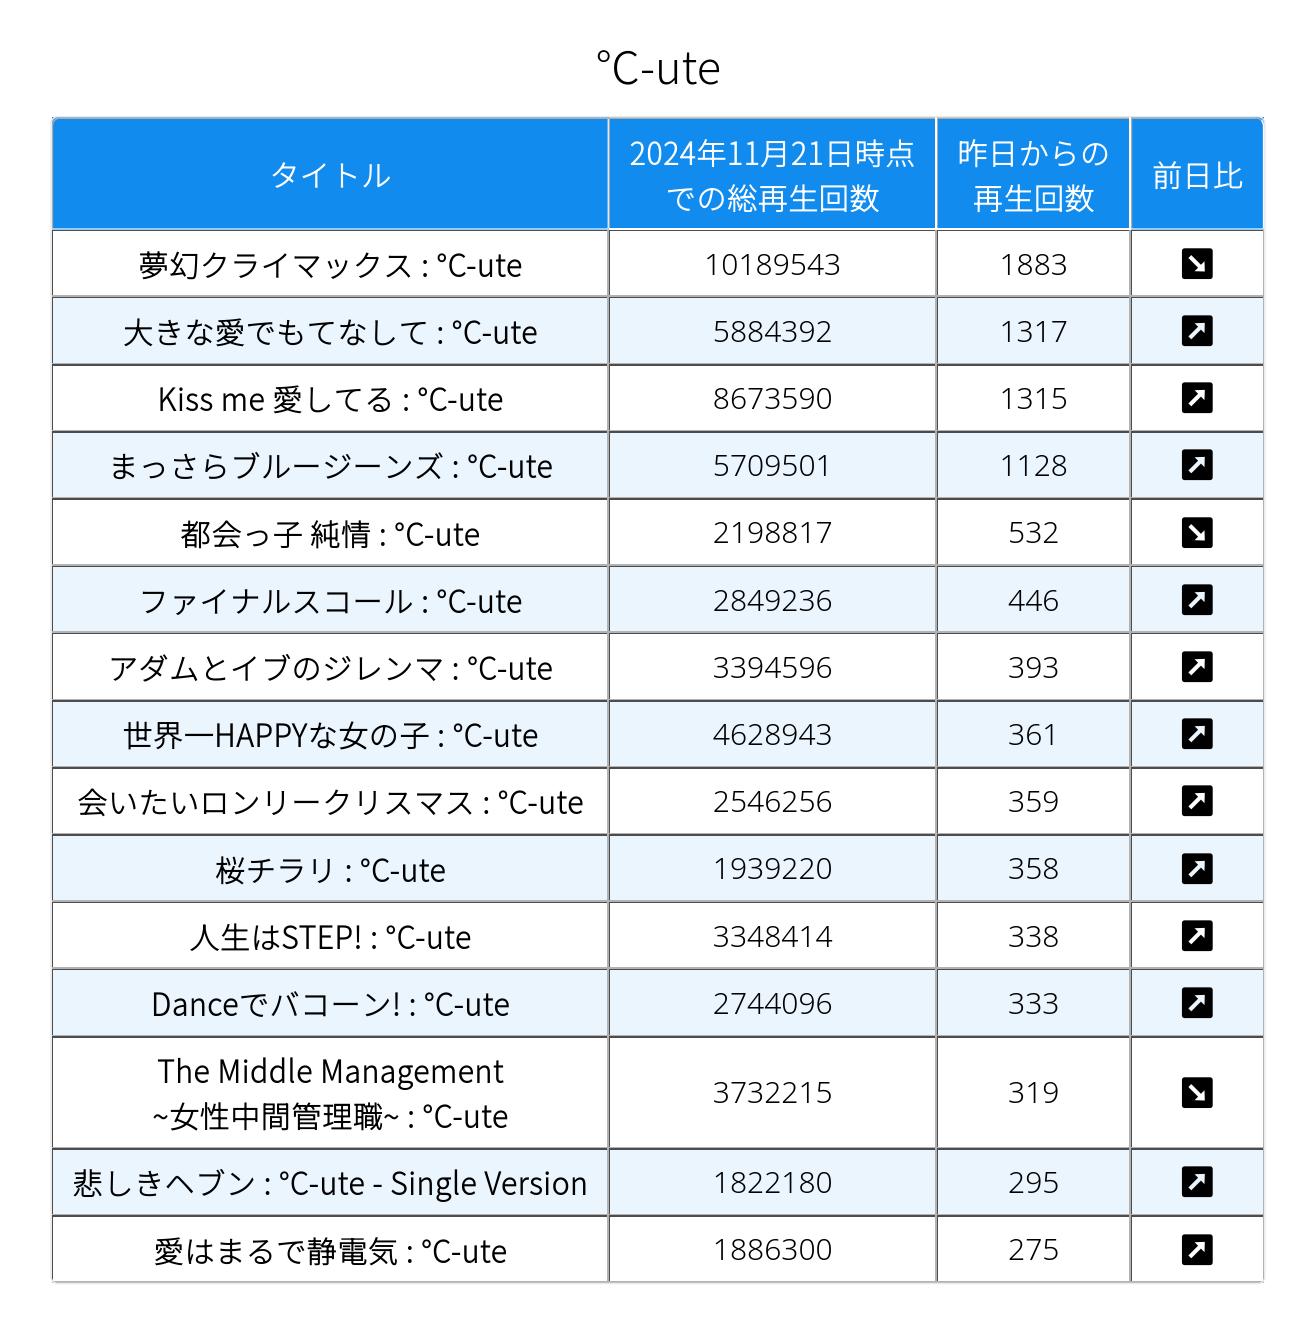 ℃-ute
タイトル 2024年11月21日時点 昨日からの 前日比
での総再生回数 再生回数
夢幻クライマックス : ℃-ute 10189543 1883
大きな愛でもてなして : ℃-ute 5884392 1317
Kiss me 愛してる : ℃-ute 8673590 1315
まっさらブルージーンズ : ℃-ute 5709501 1128
都会っ子 純情 : ℃-ute 2198817 532
ファイナルスコール : ℃-ute 2849236 446
アダムとイブのジレンマ : ℃-ute 3394596 393
世界一HAPPYな女の子 : ℃-ute 4628943 361
会いたいロンリークリスマス : ℃-ute 2546256 359
桜チラリ : ℃-ute 1939220 358
人生はSTEP! : ℃-ute 3348414 338
Danceでバコーン! : ℃-ute 2744096 333
The Middle Management
~女性中間管理職~ : ℃-ute 3732215 319
悲しきヘブン : ℃-ute - Single Version 1822180 295
愛はまるで静電気 : ℃-ute 1886300 275